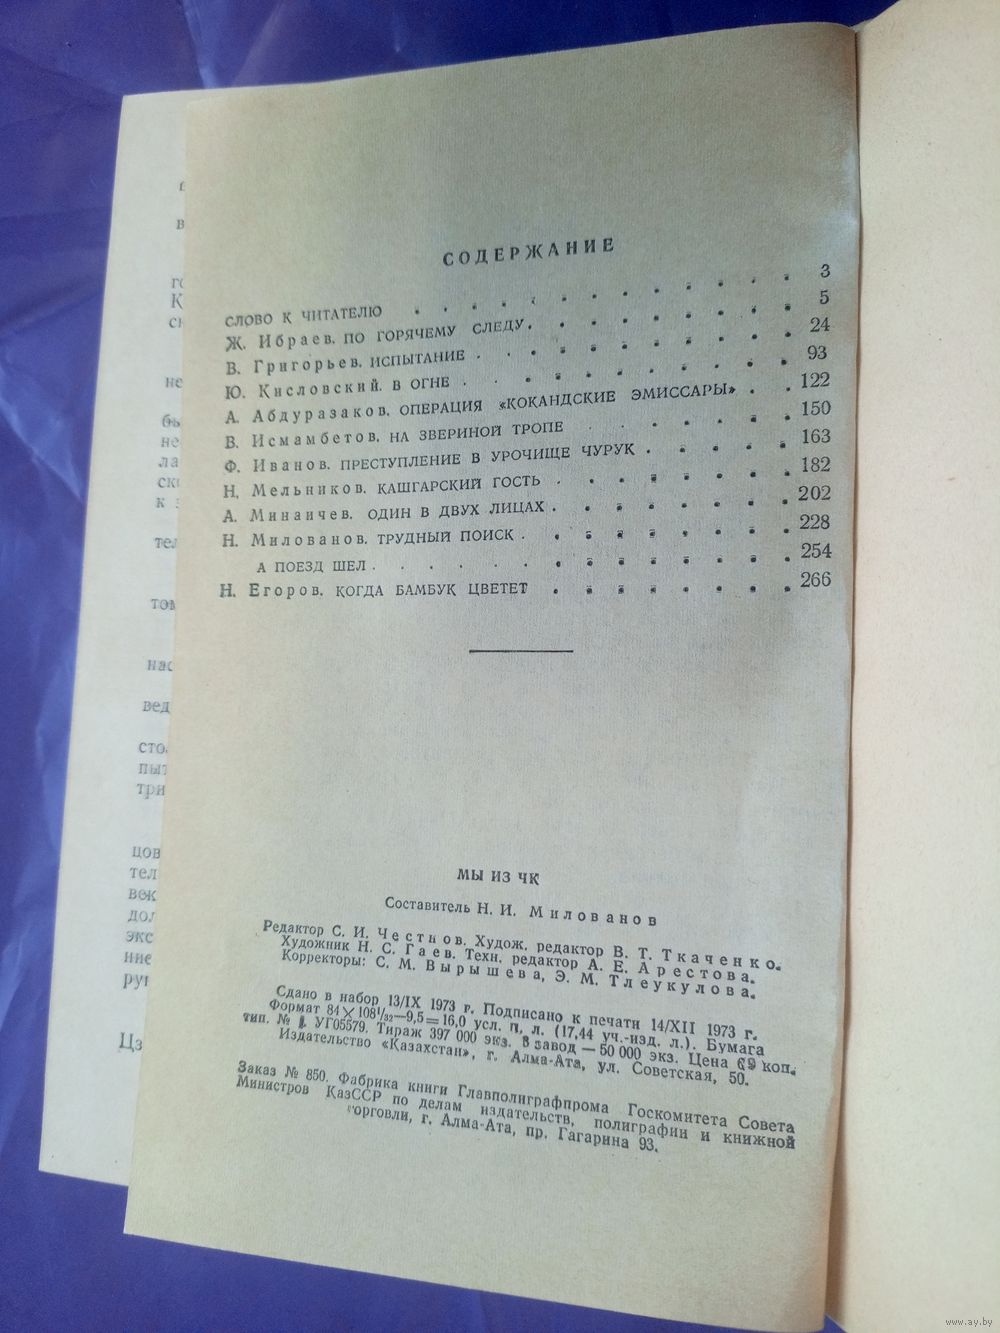 СОДЕРЖАНИЕ
СЛОВО К ЧИТАТЕЛЮ . . . . . . . . . . . . . 3
Ж. Ибраев. ПО ГОРЯЧЕМУ СЛЕДУ. . . . . . . . . . 5
В. Григорьев. ИСПЫТАНИЕ . . . . . . . . . . . 24
Ю. Кисловский. В ОГНЕ . . . . . . . . . . . 93
А. Абдуразаков. ОПЕРАЦИЯ «КОКАНДСКИЕ ЭМИССАРЫ» . . 122
В. Исмамбетов. НА ЗВЕРИНОЙ ТРОПЕ . . . . . . . 150
Ф. Иванов. ПРЕСТУПЛЕНИЕ В УРОЧИЩЕ ЧУРУК . . . . . 163
Н. Мельников. КАШГАРСКИЙ ГОСТЬ . . . . . . . . 182
А. Минаичев. ОДИН В ДВУХ ЛИЦАХ . . . . . . . . 202
Н. Милованов. ТРУДНЫЙ ПОИСК . . . . . . . . . 228
А ПОЕЗД ШЕЛ . . . . . . . . . . . . . 254
Н. Егоров. КОГДА БАМБУК ЦВЕТЕТ . . . . . . . . 266
МЫ ИЗ ЧК
Составитель Н. И. Милованов
Редактор С. И. Честнов. Худож. редактор В. Т. Ткаченко.
Художник Н. С. Гаев. Техн. редактор А. Е. Арестова.
Корректоры: С. М. Вырышева, Э. М. Тлеукулова.
Сдано в набор 13/IX 1973 г. Подписано к печати 14/XII 1973 г.
Формат 84×108 1/32—9,5=16,0 усл. п. л. (17,44 уч.-изд. л.). Бумага
тип. № УГ05579. Тираж 397 000 экз. завод — 50 000 экз. Цена коп.
Издательство «Казахстан», г. Алма-Ата, ул. Советская, 50.
Заказ № 850. Фабрика книги Главполиграфпрома Госкомитета Совета
Министров КазССР по делам издательств, полиграфии и книжной
торговли, г. Алма-Ата, пр. Гагарина 93.
www.ay.by